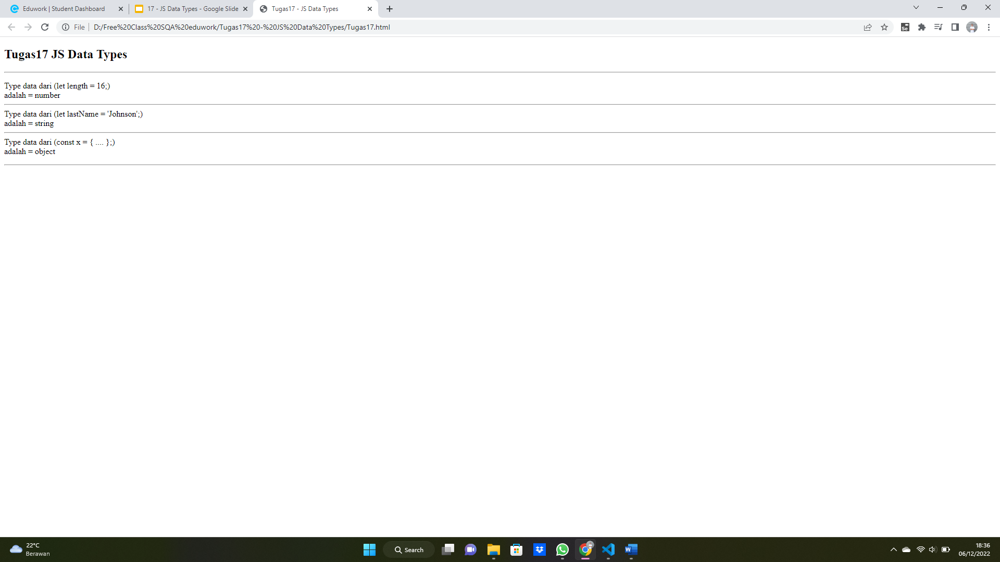 Eduwork | Student Dashboard
17 - JS Data Types - Google Slide
Tugas17 - JS Data Types
File
D:/Free%20Class%20SQA%20eduwork/Tugas17%20-%20JS%20Data%20Types/Tugas17.html
Se
Tugas17 JS Data Types
Type data dari (let length = 16;)
adalah = number
Type data dari (let lastName = 'Johnson';)
adalah = string
Type data dari (const x = { .... };)
adalah = object
22°C
Berawan
Search
W
18:36
06/12/2022